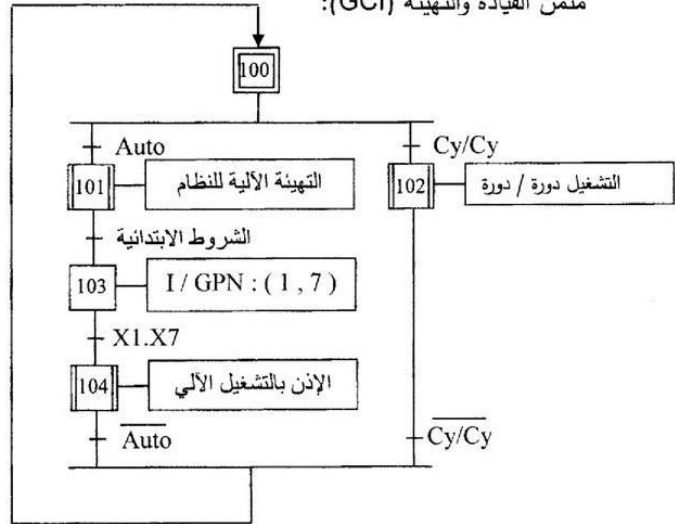 متمن القيادة والتهيئة (GCI):
100
Auto
Cy/Cy
101
التهيئة الآلية للنظام
102
التشغيل دورة / دورة
الشروط الابتدائية
103
I / GPN : ( 1 , 7 )
X1.X7
104
الإذن بالتشغيل الآلي
Auto
Cy/Cy